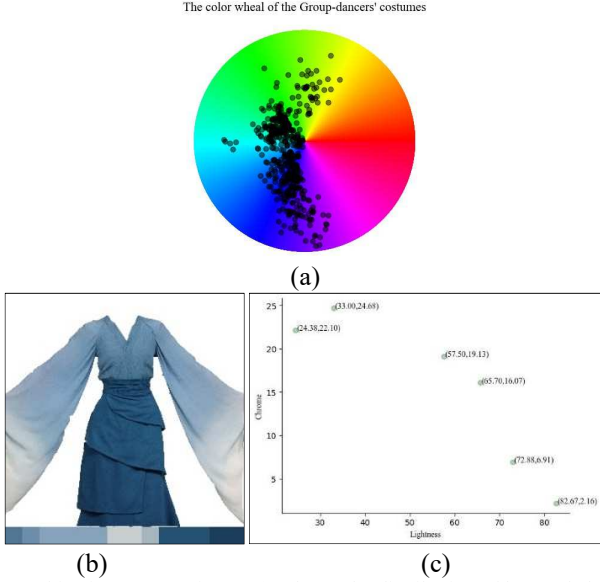 The color wheal of the Group-dancers' costumes
(a)
25
20
15
10
5
Chrome
(33.00,24.68)
(24.38,22.10)
(57.50,19.13)
(65.70,16.07)
(72.88,6.91)
(82.67,2.16)
30 40 50 60 70 80
Lightness
(b)
(c)